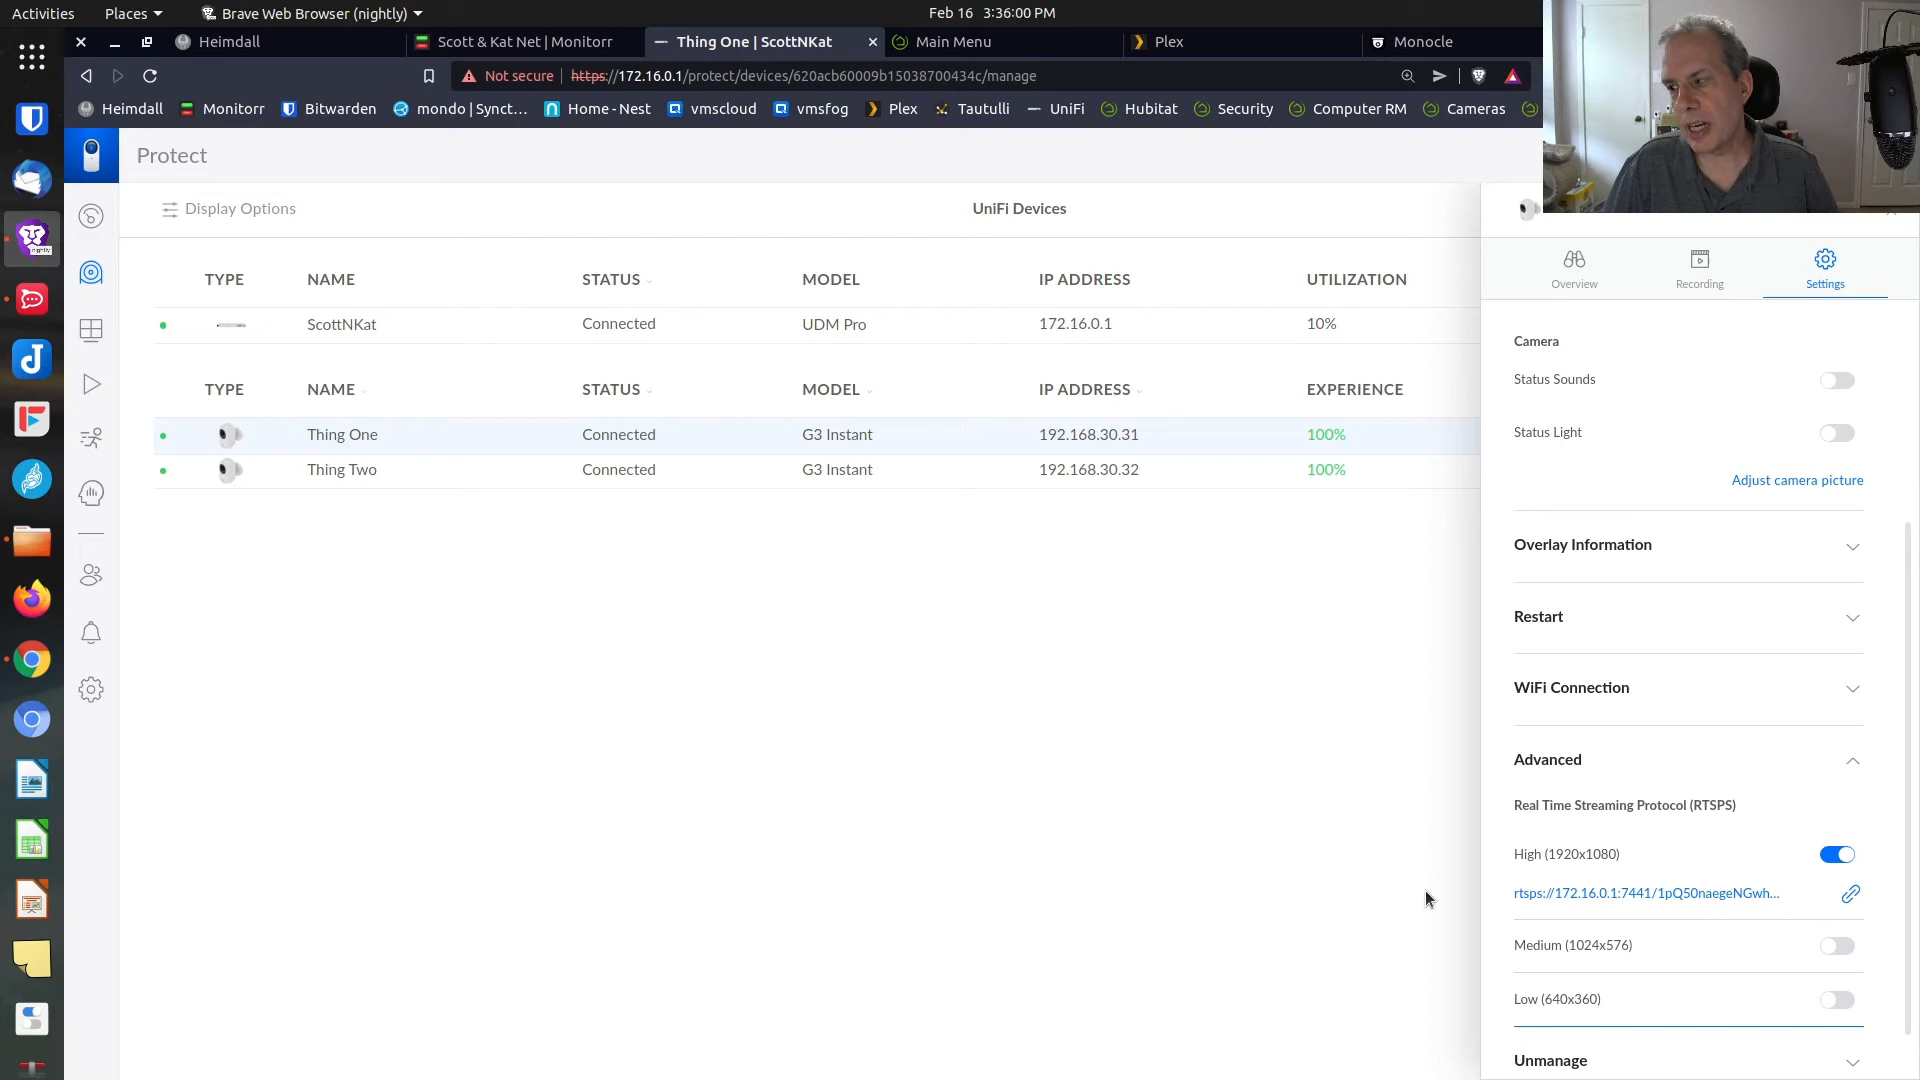 Activities Places Brave Web Browser (nightly) Feb 16 3:36:00 PM
Heimdall Scott & Kat Net | Monitorr Thing One | ScottNKat Main Menu Plex Monocle
Not secure https://172.16.0.1/protect/devices/620acb60009b15038700434c/manage
Heimdall Monitorr Bitwarden mondo | Synct... Home - Nest vmscloud vmsfog Plex Tautulli UniFi Hubitat Security Computer RM Cameras
Protect
Display Options UniFi Devices
TYPE NAME STATUS MODEL IP ADDRESS UTILIZATION
ScottNKat Connected UDM Pro 172.16.0.1 10%
TYPE NAME STATUS MODEL IP ADDRESS EXPERIENCE
Thing One Connected G3 Instant 192.168.30.31 100%
Thing Two Connected G3 Instant 192.168.30.32 100%
Overview Recording Settings
Camera
Status Sounds
Status Light
Adjust camera picture
Overlay Information
Restart
WiFi Connection
Advanced
Real Time Streaming Protocol (RTSPS)
High (1920x1080)
rtsps://172.16.0.1:7441/1pQ50naegeNGwh...
Medium (1024x576)
Low (640x360)
Unmanage
nightly